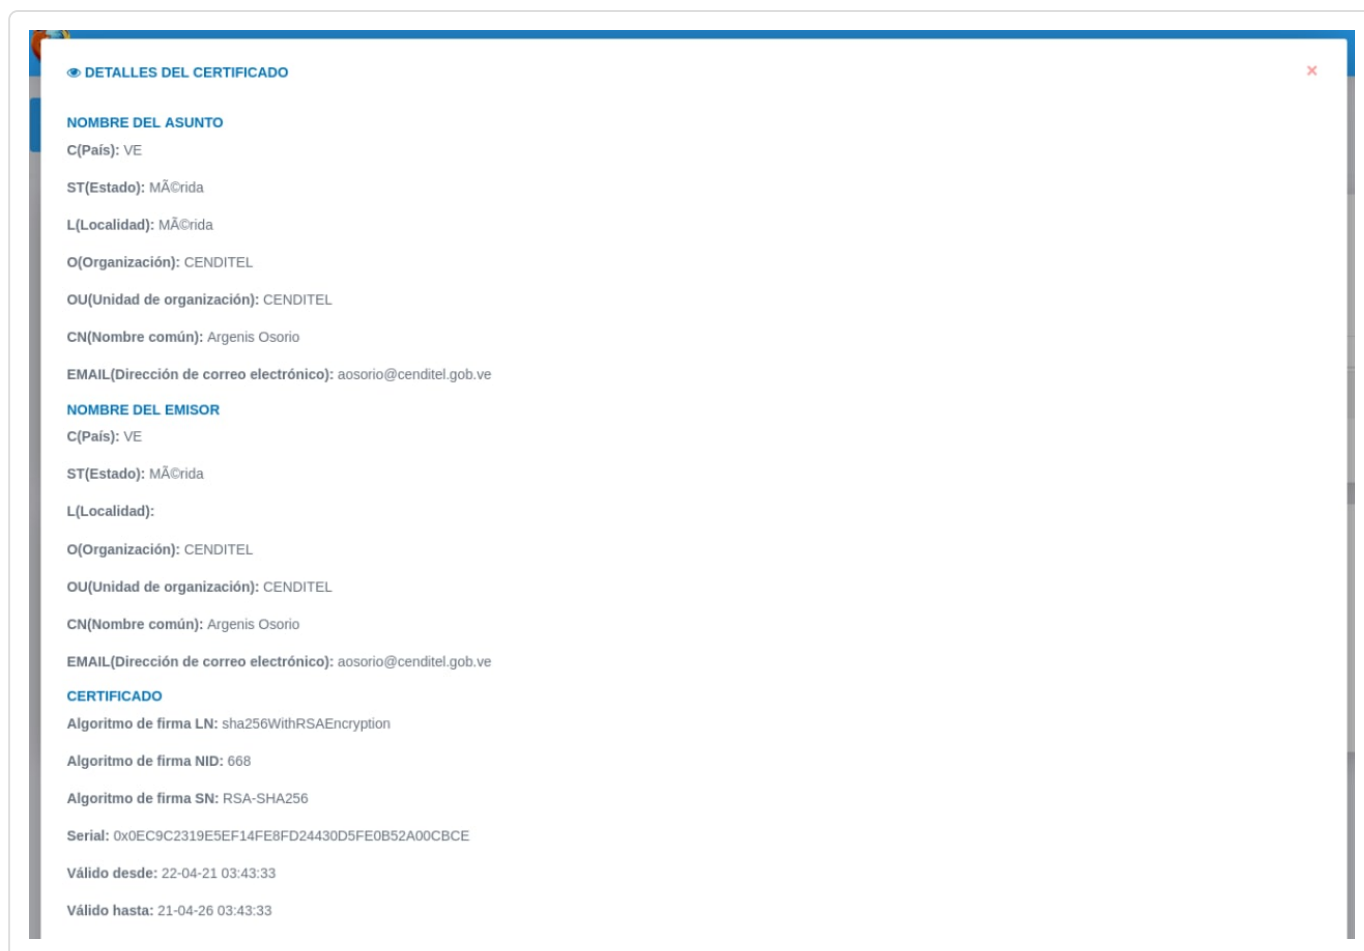 DETALLES DEL CERTIFICADO
NOMBRE DEL ASUNTO
C(País): VE
ST(Estado): MÃ©rida
L(Localidad): MÃ©rida
O(Organización): CENDITEL
OU(Unidad de organización): CENDITEL
CN(Nombre común): Argenis Osorio
EMAIL(Dirección de correo electrónico): aosorio@cenditel.gob.ve
NOMBRE DEL EMISOR
C(País): VE
ST(Estado): MÃ©rida
L(Localidad):
O(Organización): CENDITEL
OU(Unidad de organización): CENDITEL
CN(Nombre común): Argenis Osorio
EMAIL(Dirección de correo electrónico): aosorio@cenditel.gob.ve
CERTIFICADO
Algoritmo de firma LN: sha256WithRSAEncryption
Algoritmo de firma NID: 668
Algoritmo de firma SN: RSA-SHA256
Serial: 0x0EC9C2319E5EF14FE8FD24430D5FE0B52A00CBCE
Válido desde: 22-04-21 03:43:33
Válido hasta: 21-04-26 03:43:33